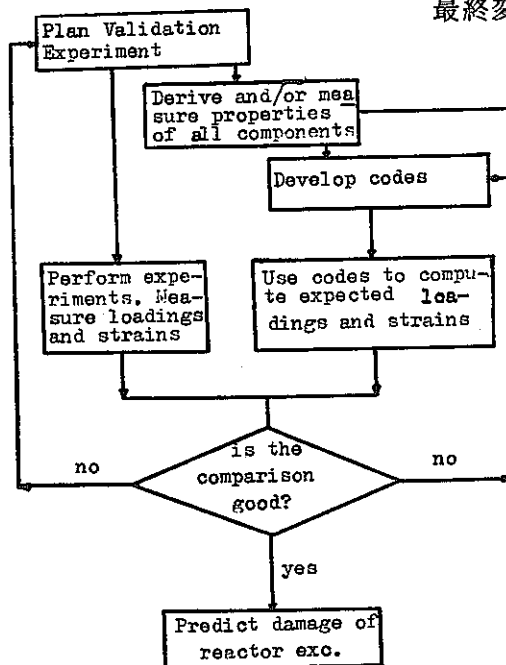 最終変
Plan Validation
Experiment
Derive and/or mea
sure properties
of all components
Develop codes
Perform expe-
riments. Mea-
sure loadings
and strains
Use codes to compu-
te expected loa-
dings and strains
is the
comparison
good?
no
no
yes
Predict damage of
reactor exc.